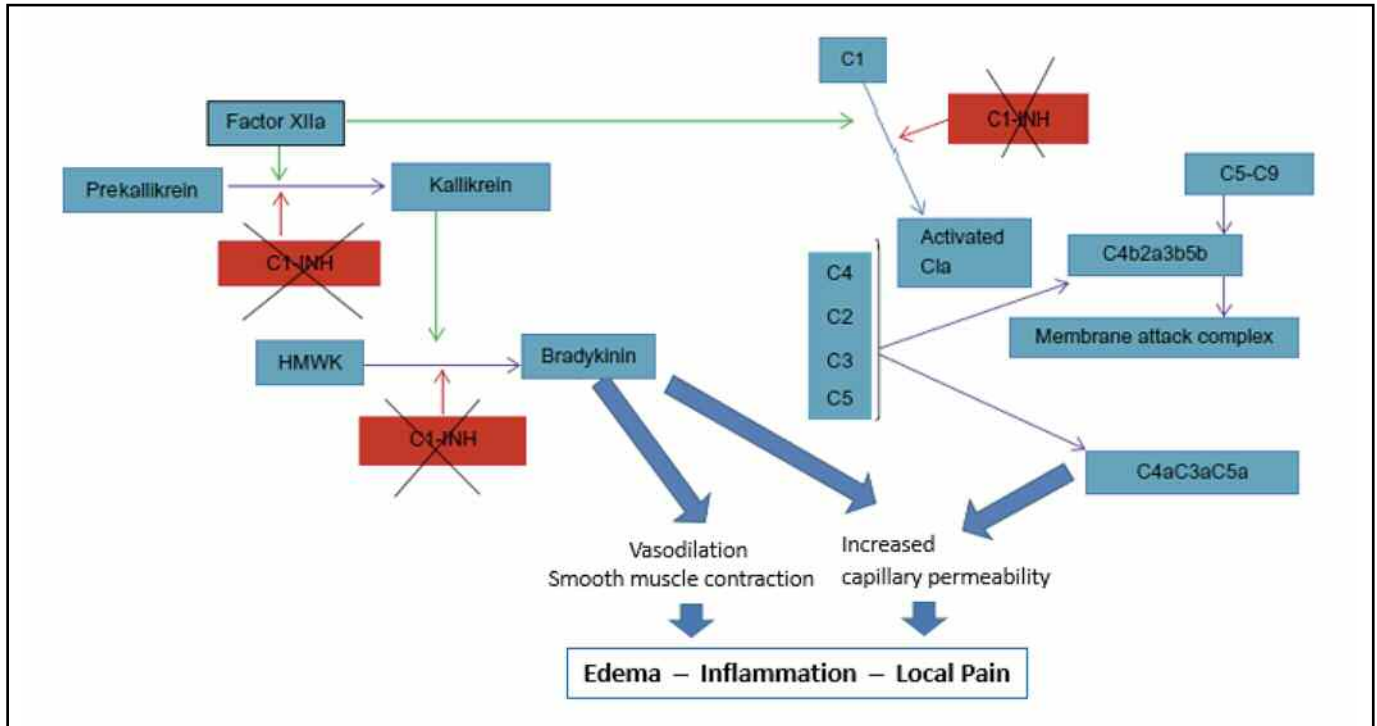 C1
C1-INH
Factor XIIa
C5-C9
Prekallikrein
Kallikrein
Activated
CIa
C4b2a3b5b
C1-INH
C4
C2
C3
C5
Membrane attack complex
HMWK
Bradykinin
C1-INH
C4aC3aC5a
Vasodilation
Smooth muscle contraction
Increased
capillary permeability
Edema – Inflammation – Local Pain